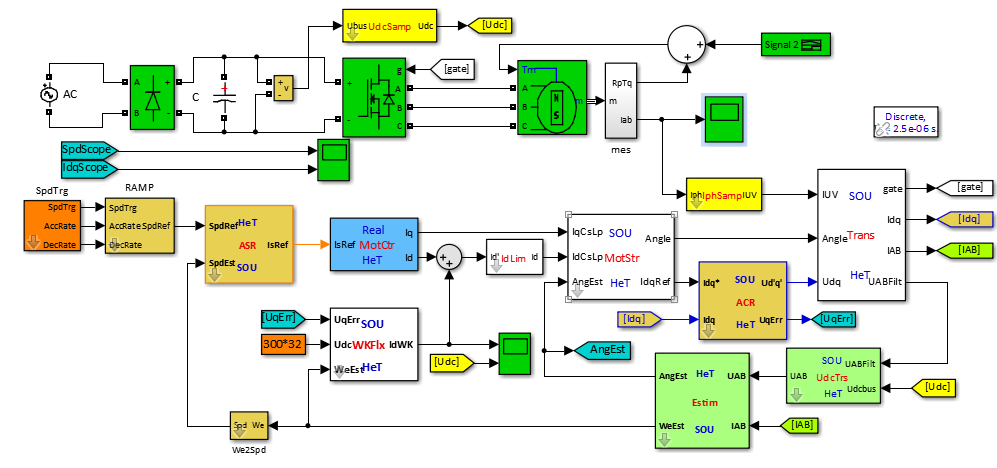 Ubus UdcSamp Udc
[Udc]
Signal 2
AC
A
B
+
-
C
+
v
-
+
-
g
A
B
C
[gate]
Tm
A
B
C
N
S
m
m
RpTq
Iab
mes
+
+
Discrete,
2.5e-06 s
SpdScope
IdqScope
SpdTrg
SpdTrg
AccRate
DecRate
RAMP
SpdTrg
AccRate SpdRef
DecRate
SpdRef HeT
ASR IsRef
SpdEst
SOU
Real
IsRef MotCtr
HeT
Iq
Id
+
+
Id' IdLim Id
IqCsLp SOU
Angle
IdCsLp MotStr
AngEst HeT IdqRef
Iph IphSamp IUV
IUV SOU gate
Idq
Angle Trans
IAB
Udq HeT UABFilt
[gate]
[Idq]
[IAB]
Idq* SOU Ud'q'
ACR
Idq HeT UqErr
[Idq]
[UqErr]
[UqErr]
300*32
UqErr SOU
Udc WKFlx IdWK
WeEst HeT
[Udc]
AngEst
AngEst HeT UAB
Estim
WeEst SOU IAB
SOU UABFilt
UAB UdcTrs
HeT Udcbus
[Udc]
[IAB]
Spd We
We2Spd